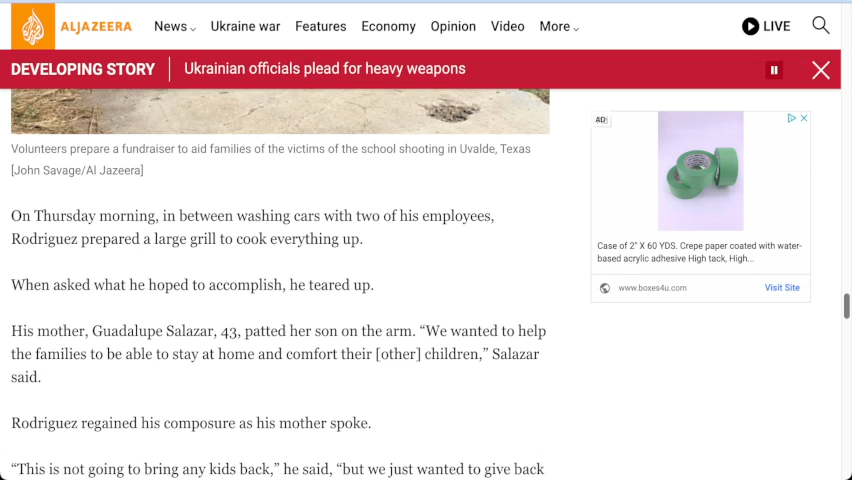 ALJAZEERA
News
Ukraine war
Features
Economy
Opinion
Video
More
LIVE
DEVELOPING STORY
Ukrainian officials plead for heavy weapons
Volunteers prepare a fundraiser to aid families of the victims of the school shooting in Uvalde, Texas
[John Savage/Al Jazeera]
On Thursday morning, in between washing cars with two of his employees,
Rodriguez prepared a large grill to cook everything up.
When asked what he hoped to accomplish, he teared up.
His mother, Guadalupe Salazar, 43, patted her son on the arm. “We wanted to help
the families to be able to stay at home and comfort their [other] children,” Salazar
said.
Rodriguez regained his composure as his mother spoke.
“This is not going to bring any kids back,” he said, “but we just wanted to give back
AD
Case of 2" X 60 YDS. Crepe paper coated with water-
based acrylic adhesive High tack, High...
www.boxes4u.com
Visit Site